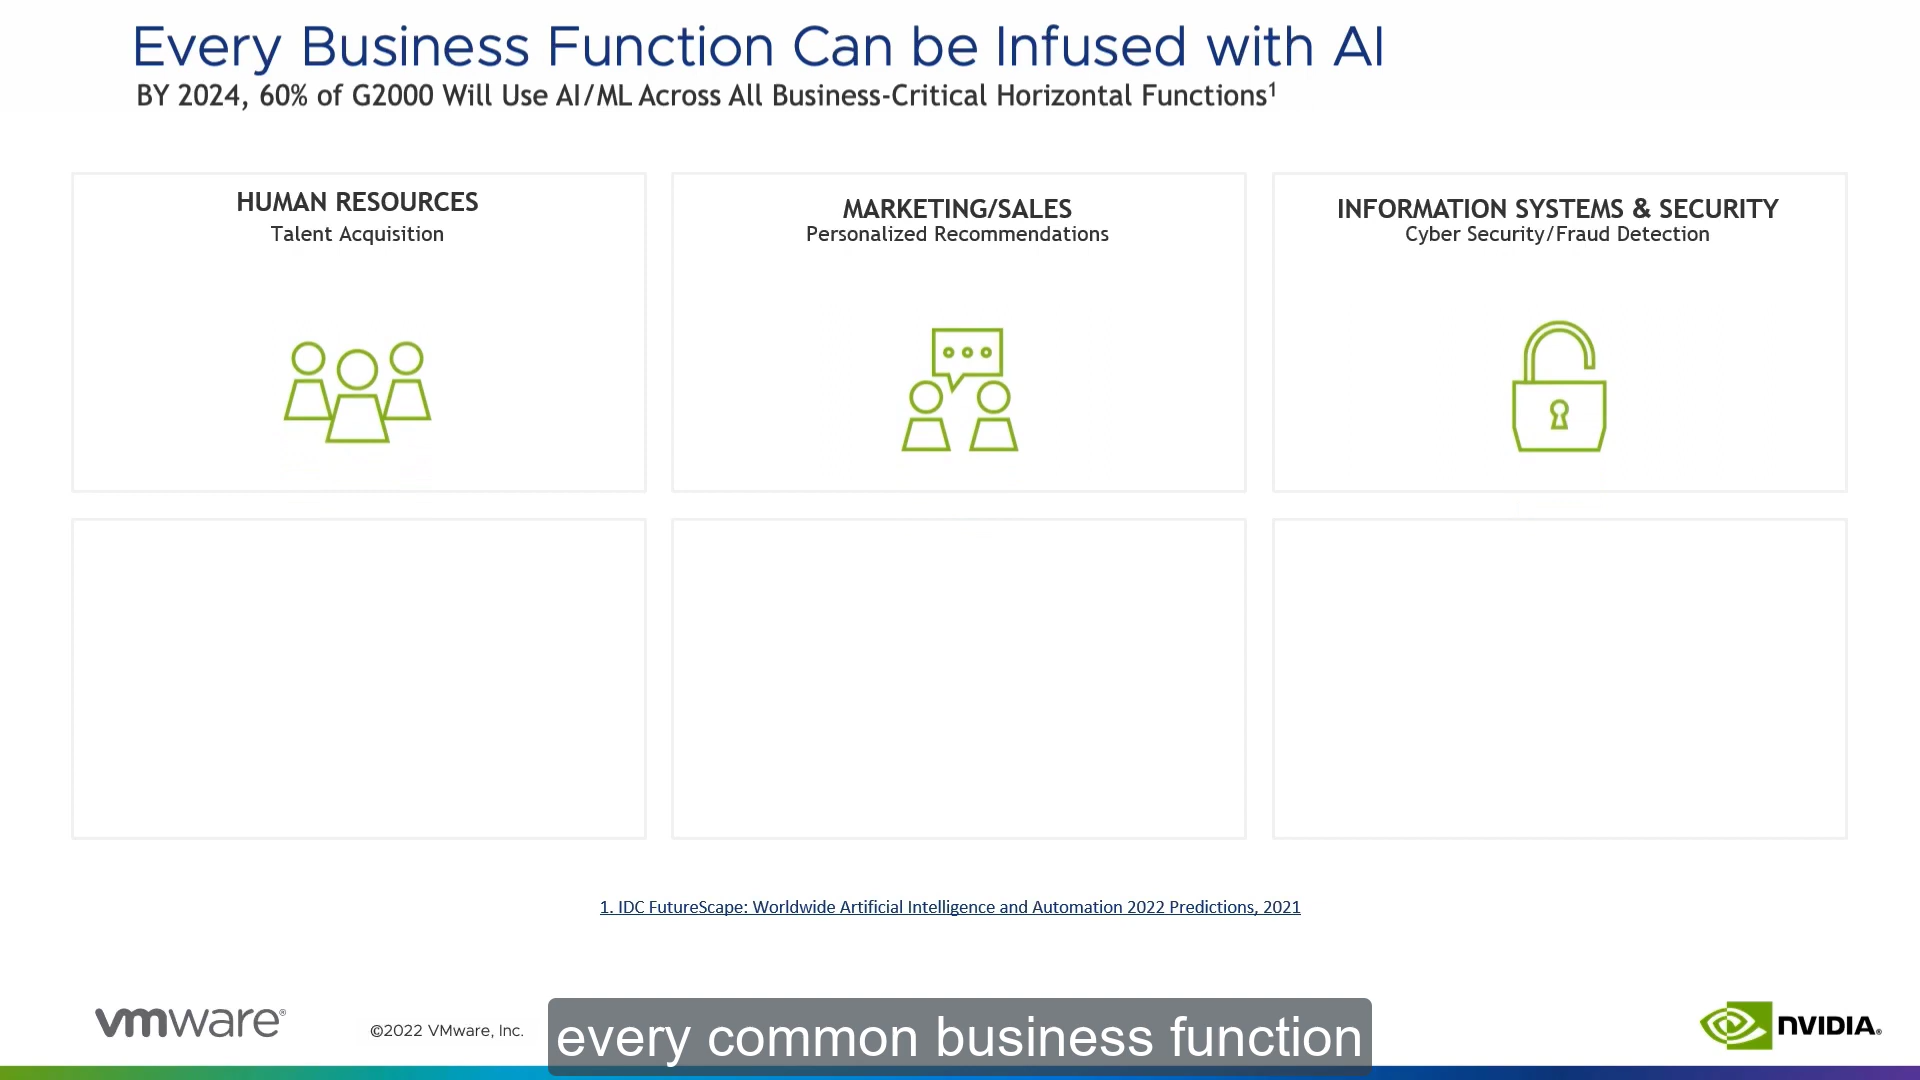 Every Business Function Can be Infused with AI
BY 2024, 60% of G2000 Will Use AI/ML Across All Business-Critical Horizontal Functions¹
HUMAN RESOURCES
Talent Acquisition
MARKETING/SALES
Personalized Recommendations
INFORMATION SYSTEMS & SECURITY
Cyber Security/Fraud Detection
1. IDC FutureScape: Worldwide Artificial Intelligence and Automation 2022 Predictions, 2021
vmware®
©2022 VMware, Inc.
every common business function
NVIDIA®